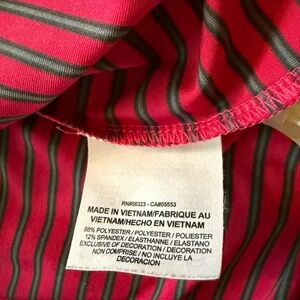 RN#56323 - CA#05553
MADE IN VIETNAM/FABRIQUE AU
VIETNAM/HECHO EN VIETNAM
88% POLYESTER / POLYESTER / POLIESTER
12% SPANDEX / ELASTHANNE / ELASTANO
EXCLUSIVE OF DECORATION / DECORATION
NON COMPRISE / NO INCLUYE LA
DECORACION